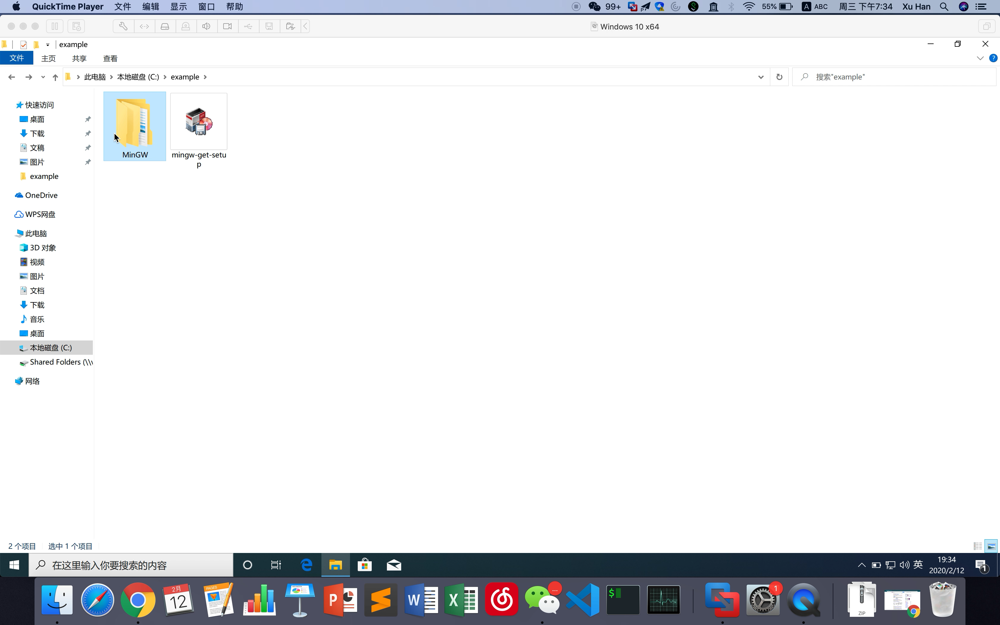 QuickTime Player 文件 编辑 显示 窗口 帮助 99+ 55% A ABC 周三 下午7:34 Xu Han
Windows 10 x64
example
文件 主页 共享 查看
此电脑 本地磁盘 (C:) example 搜索"example"
快速访问
桌面
下载
文稿
图片
example
OneDrive
WPS网盘
此电脑
3D 对象
视频
图片
文档
下载
音乐
桌面
本地磁盘 (C:)
Shared Folders (\\
网络
MinGW
mingw-get-setu
p
2 个项目 选中 1 个项目
在这里输入你要搜索的内容
英
19:34
2020/2/12
1
2月
12
PAGES
KEYNOTE
P
W
X
...
$
1
ZIP